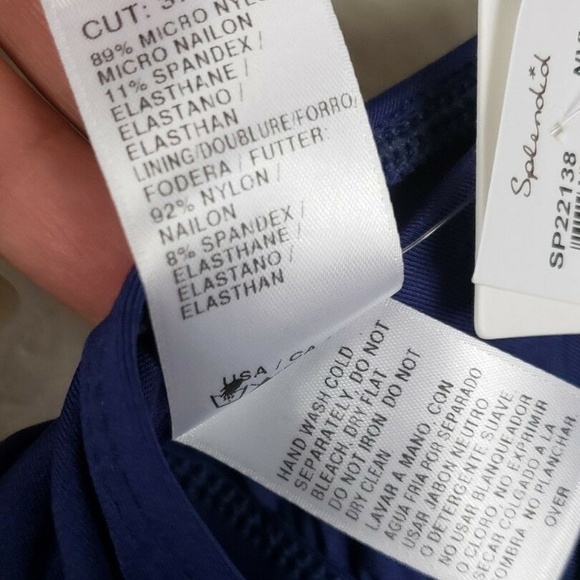 CUT:
89% MICRO NYLON
MICRO NAILON
11% SPANDEX/
ELASTHANE/
ELASTANO/
ELASTHAN
LINING/DOUBLURE/FORRO/
FODERA / FUTTER:
92% NYLON /
NAILON
8% SPANDEX /
ELASTHANE/
ELASTANO/
ELASTHAN
USA / CA
HAND WASH COLD
SEPARATELY DO NOT
BLEACH. DRY FLAT
DO NOT IRON. DO NOT
DRY CLEAN
LAVAR A MANO, CON
AGUA FRIA POR SEPARADO
USAR JABON NEUTRO
O DETERGENTE SUAVE.
NO USAR BLANQUEADOR
O CLORO. NO EXPRIMIR
SECAR COLGADO A LA
OMBRA. NO PLANCHAR
OVER
Splendid
SP22138